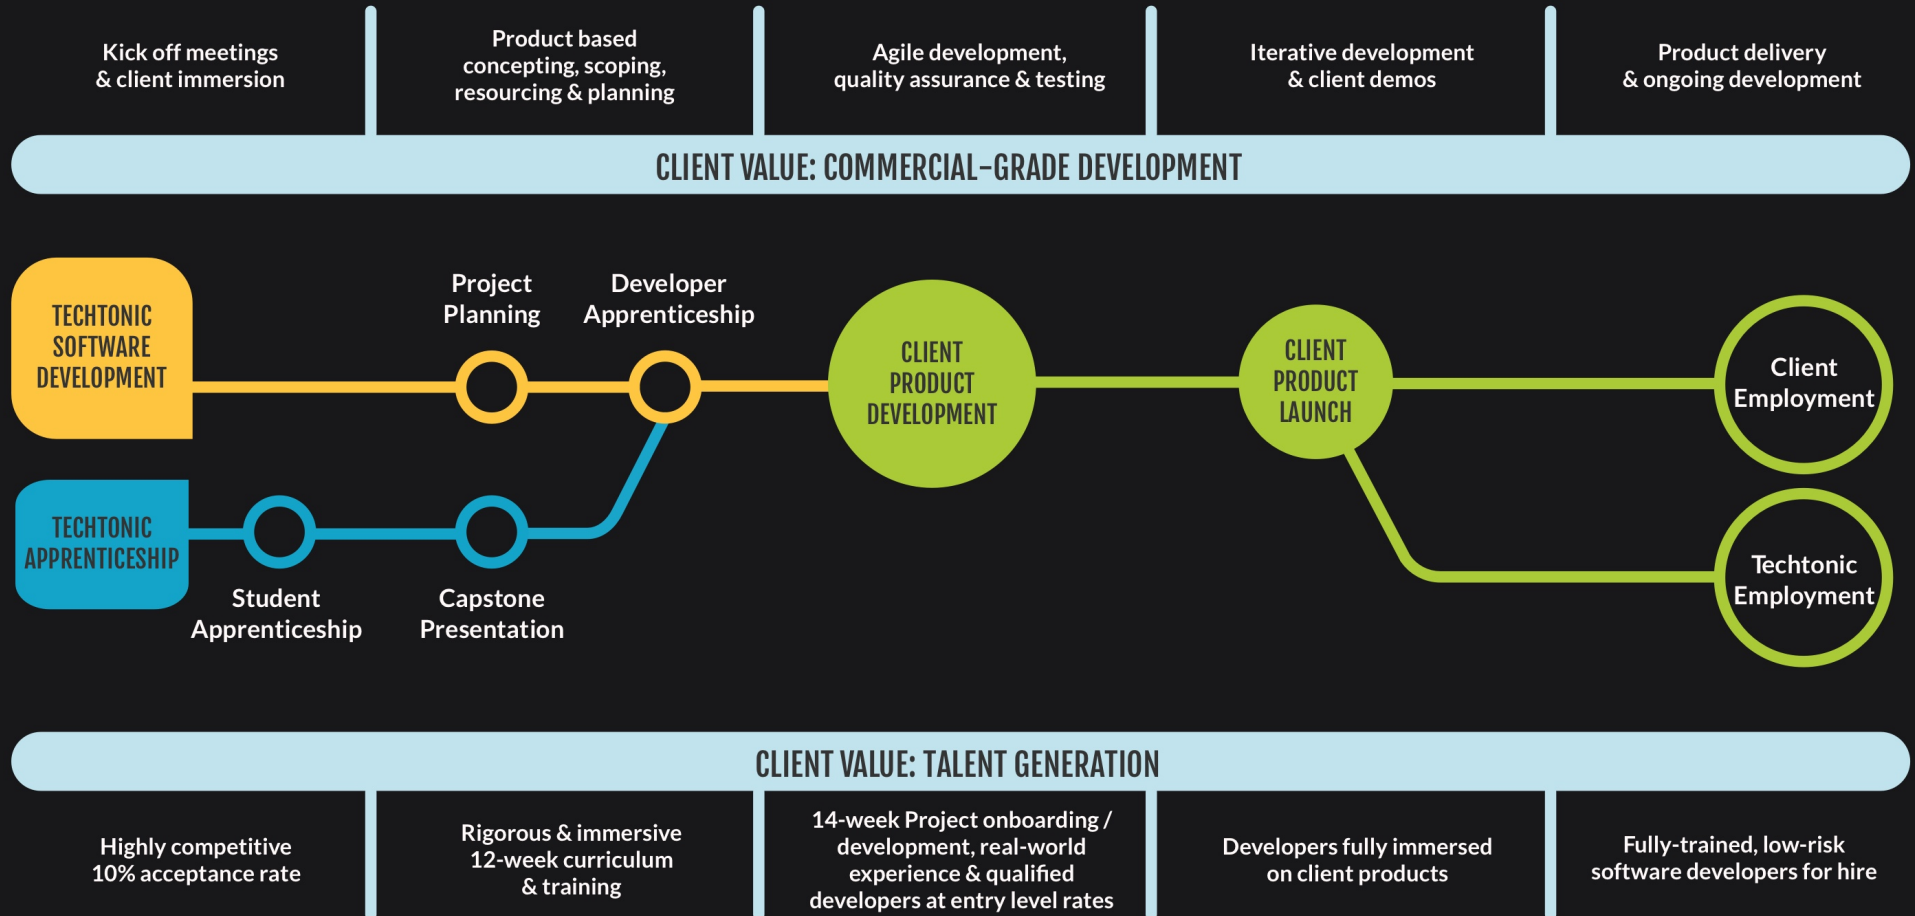 Kick off meetings
& client immersion
Product based
concepting, scoping,
resourcing & planning
Agile development,
quality assurance & testing
Iterative development
& client demos
Product delivery
& ongoing development
CLIENT VALUE: COMMERCIAL-GRADE DEVELOPMENT
TECHTONIC
SOFTWARE
DEVELOPMENT
Project
Planning
Developer
Apprenticeship
CLIENT
PRODUCT
DEVELOPMENT
CLIENT
PRODUCT
LAUNCH
Client
Employment
TECHTONIC
APPRENTICESHIP
Student
Apprenticeship
Capstone
Presentation
Techtonic
Employment
CLIENT VALUE: TALENT GENERATION
Highly competitive
10% acceptance rate
Rigorous & immersive
12-week curriculum
& training
14-week Project onboarding /
development, real-world
experience & qualified
developers at entry level rates
Developers fully immersed
on client products
Fully-trained, low-risk
software developers for hire